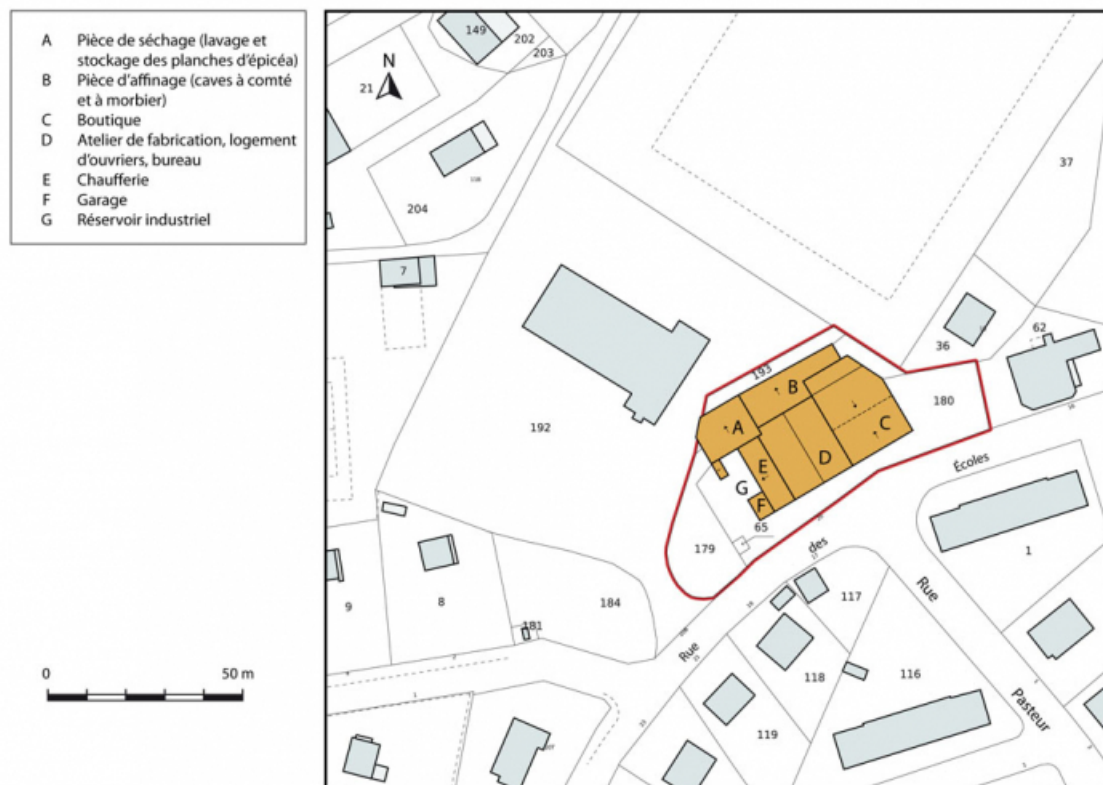 A Pièce de séchage (lavage et
stockage des planches d'épicéa)
B Pièce d'affinage (caves à comté
et à morbier)
C Boutique
D Atelier de fabrication, logement
d'ouvriers, bureau
E Chaufferie
F Garage
G Réservoir industriel
0 50 m
149
202
203
N
21
37
204
7
62
36
193
B
180
192
A
C
D
E
G
F
Écoles
65
179
des
1
9
8
184
181
117
Rue
Rue
118
116
119
Pasteur